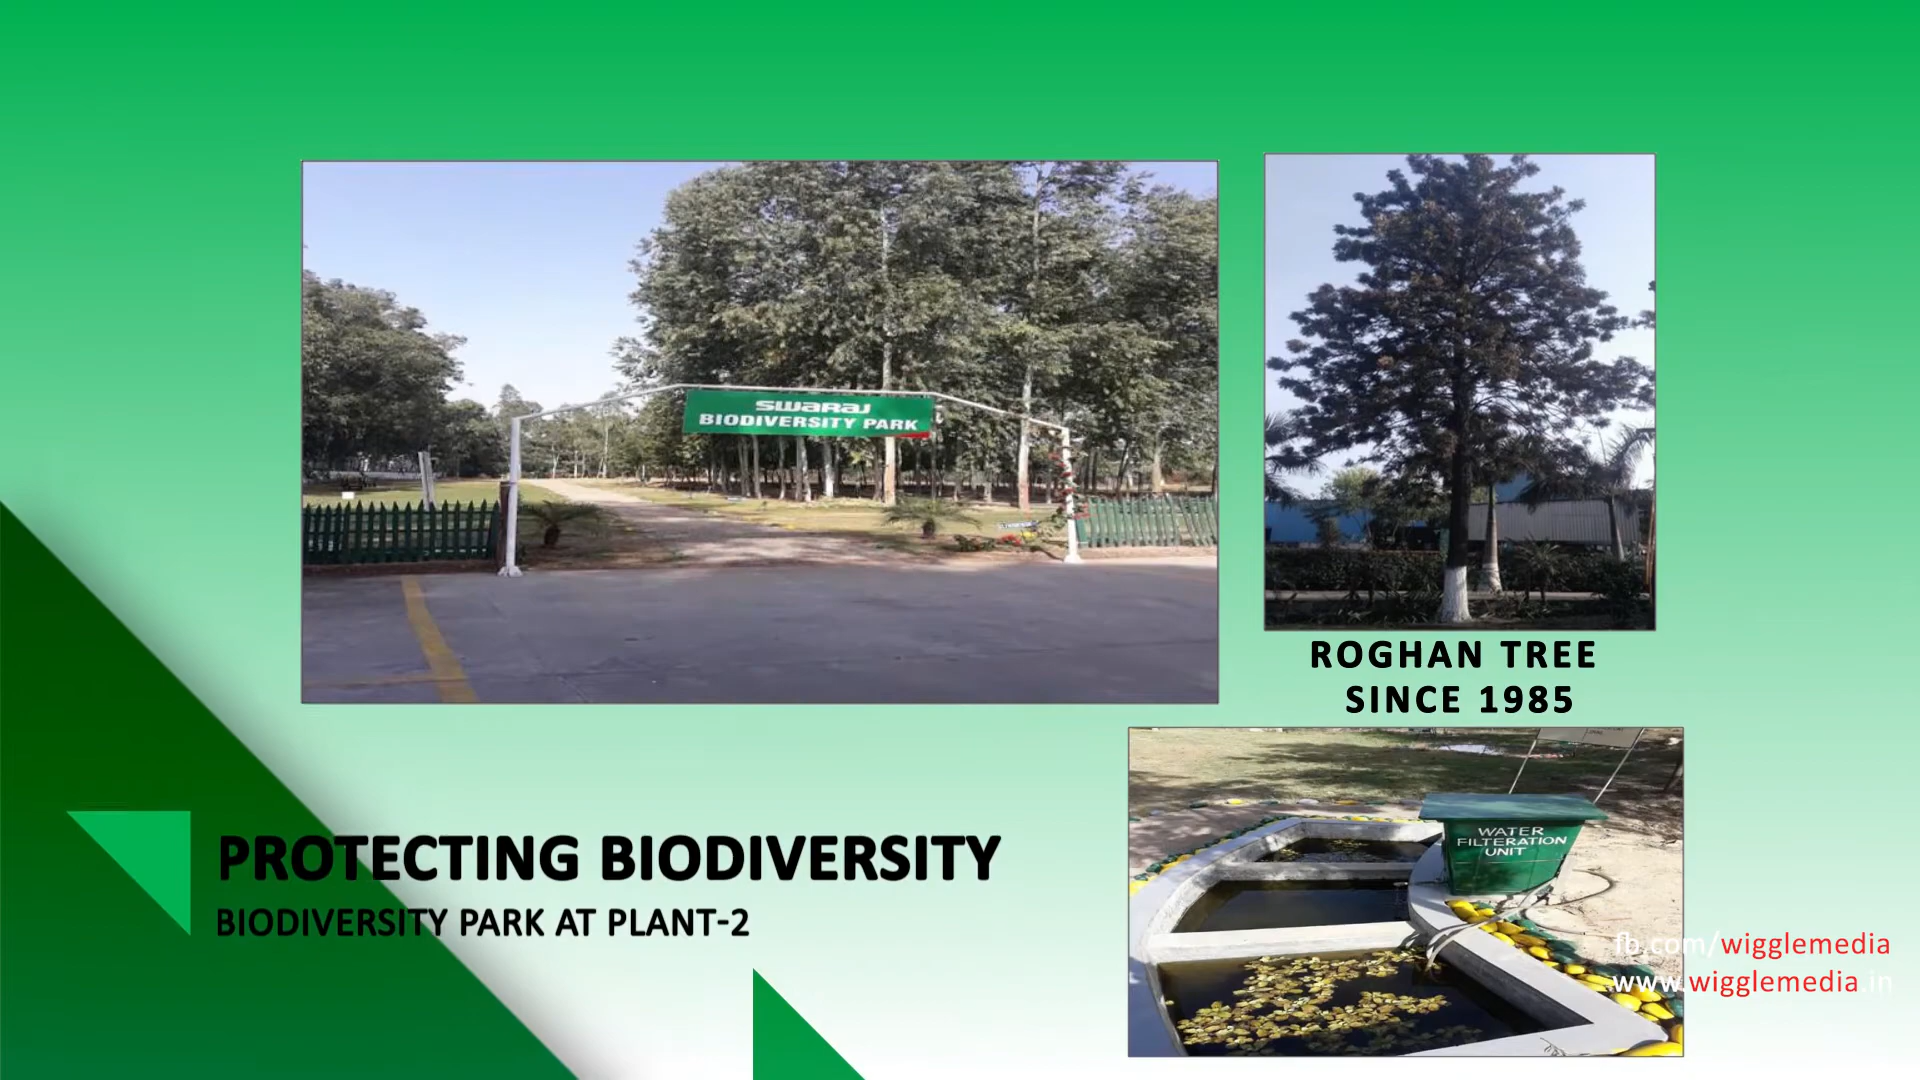 SWARAJ
BIODIVERSITY PARK
ROGHAN TREE
SINCE 1985
WATER
FILTERATION
UNIT
PROTECTING BIODIVERSITY
BIODIVERSITY PARK AT PLANT-2
fb.com/wigglemedia
www.wigglemedia.in